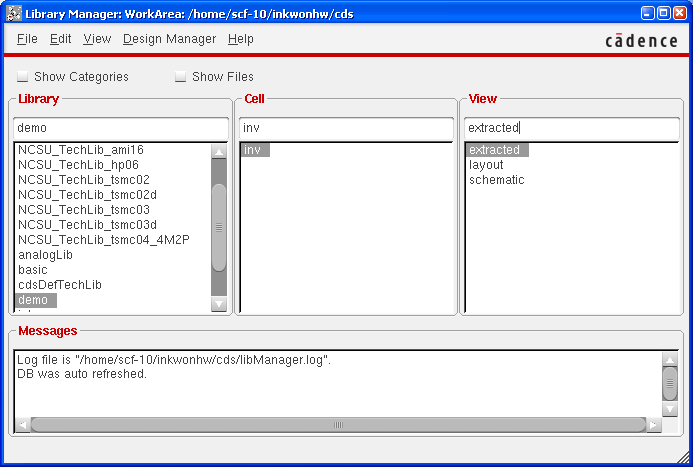 Library Manager: WorkArea: /home/scf-10/inkwonhw/cds
File Edit View Design Manager Help
cādence
Show Categories Show Files
Library Cell View
demo inv extracted
NCSU_TechLib_ami16
NCSU_TechLib_hp06
NCSU_TechLib_tsmc02
NCSU_TechLib_tsmc02d
NCSU_TechLib_tsmc03
NCSU_TechLib_tsmc03d
NCSU_TechLib_tsmc04_4M2P
analogLib
basic
cdsDefTechLib
demo
inv
extracted
layout
schematic
Messages
Log file is "/home/scf-10/inkwonhw/cds/libManager.log".
DB was auto refreshed.